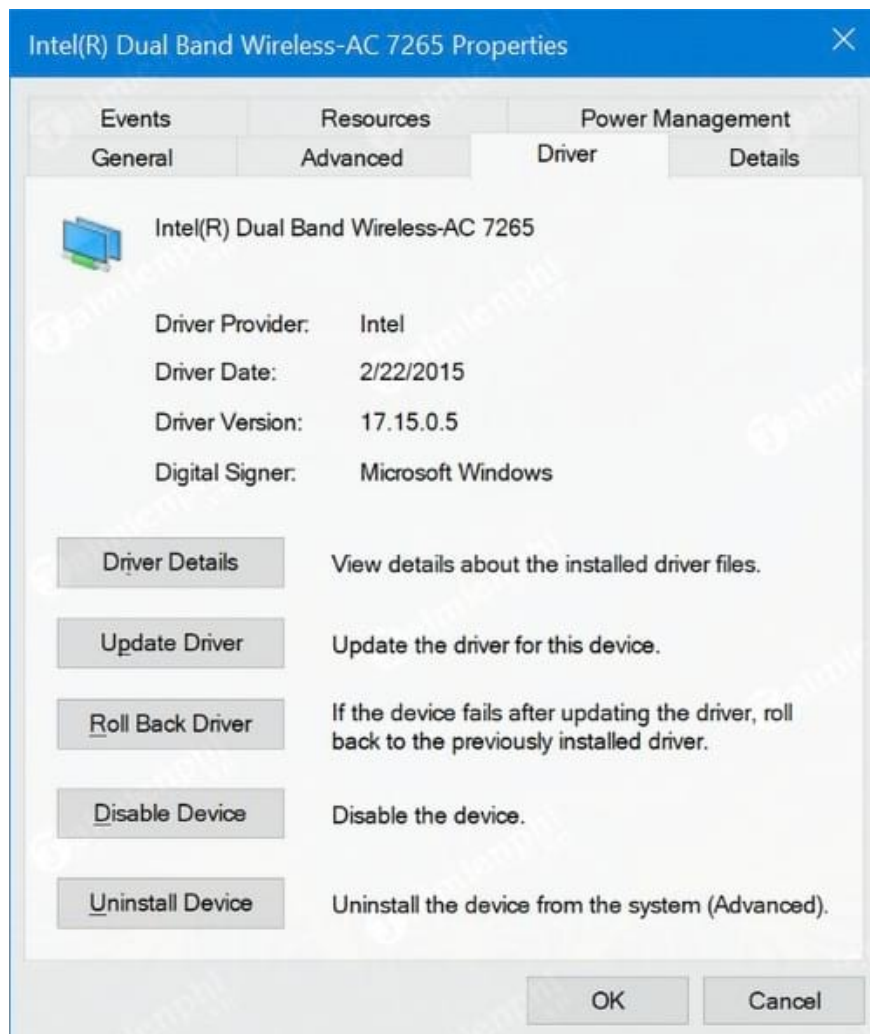 Intel(R) Dual Band Wireless-AC 7265 Properties
Events Resources Power Management
General Advanced Driver Details
Intel(R) Dual Band Wireless-AC 7265
Driver Provider: Intel
Driver Date: 2/22/2015
Driver Version: 17.15.0.5
Digital Signer: Microsoft Windows
Driver Details View details about the installed driver files.
Update Driver Update the driver for this device.
Roll Back Driver If the device fails after updating the driver, roll
back to the previously installed driver.
Disable Device Disable the device.
Uninstall Device Uninstall the device from the system (Advanced).
OK Cancel